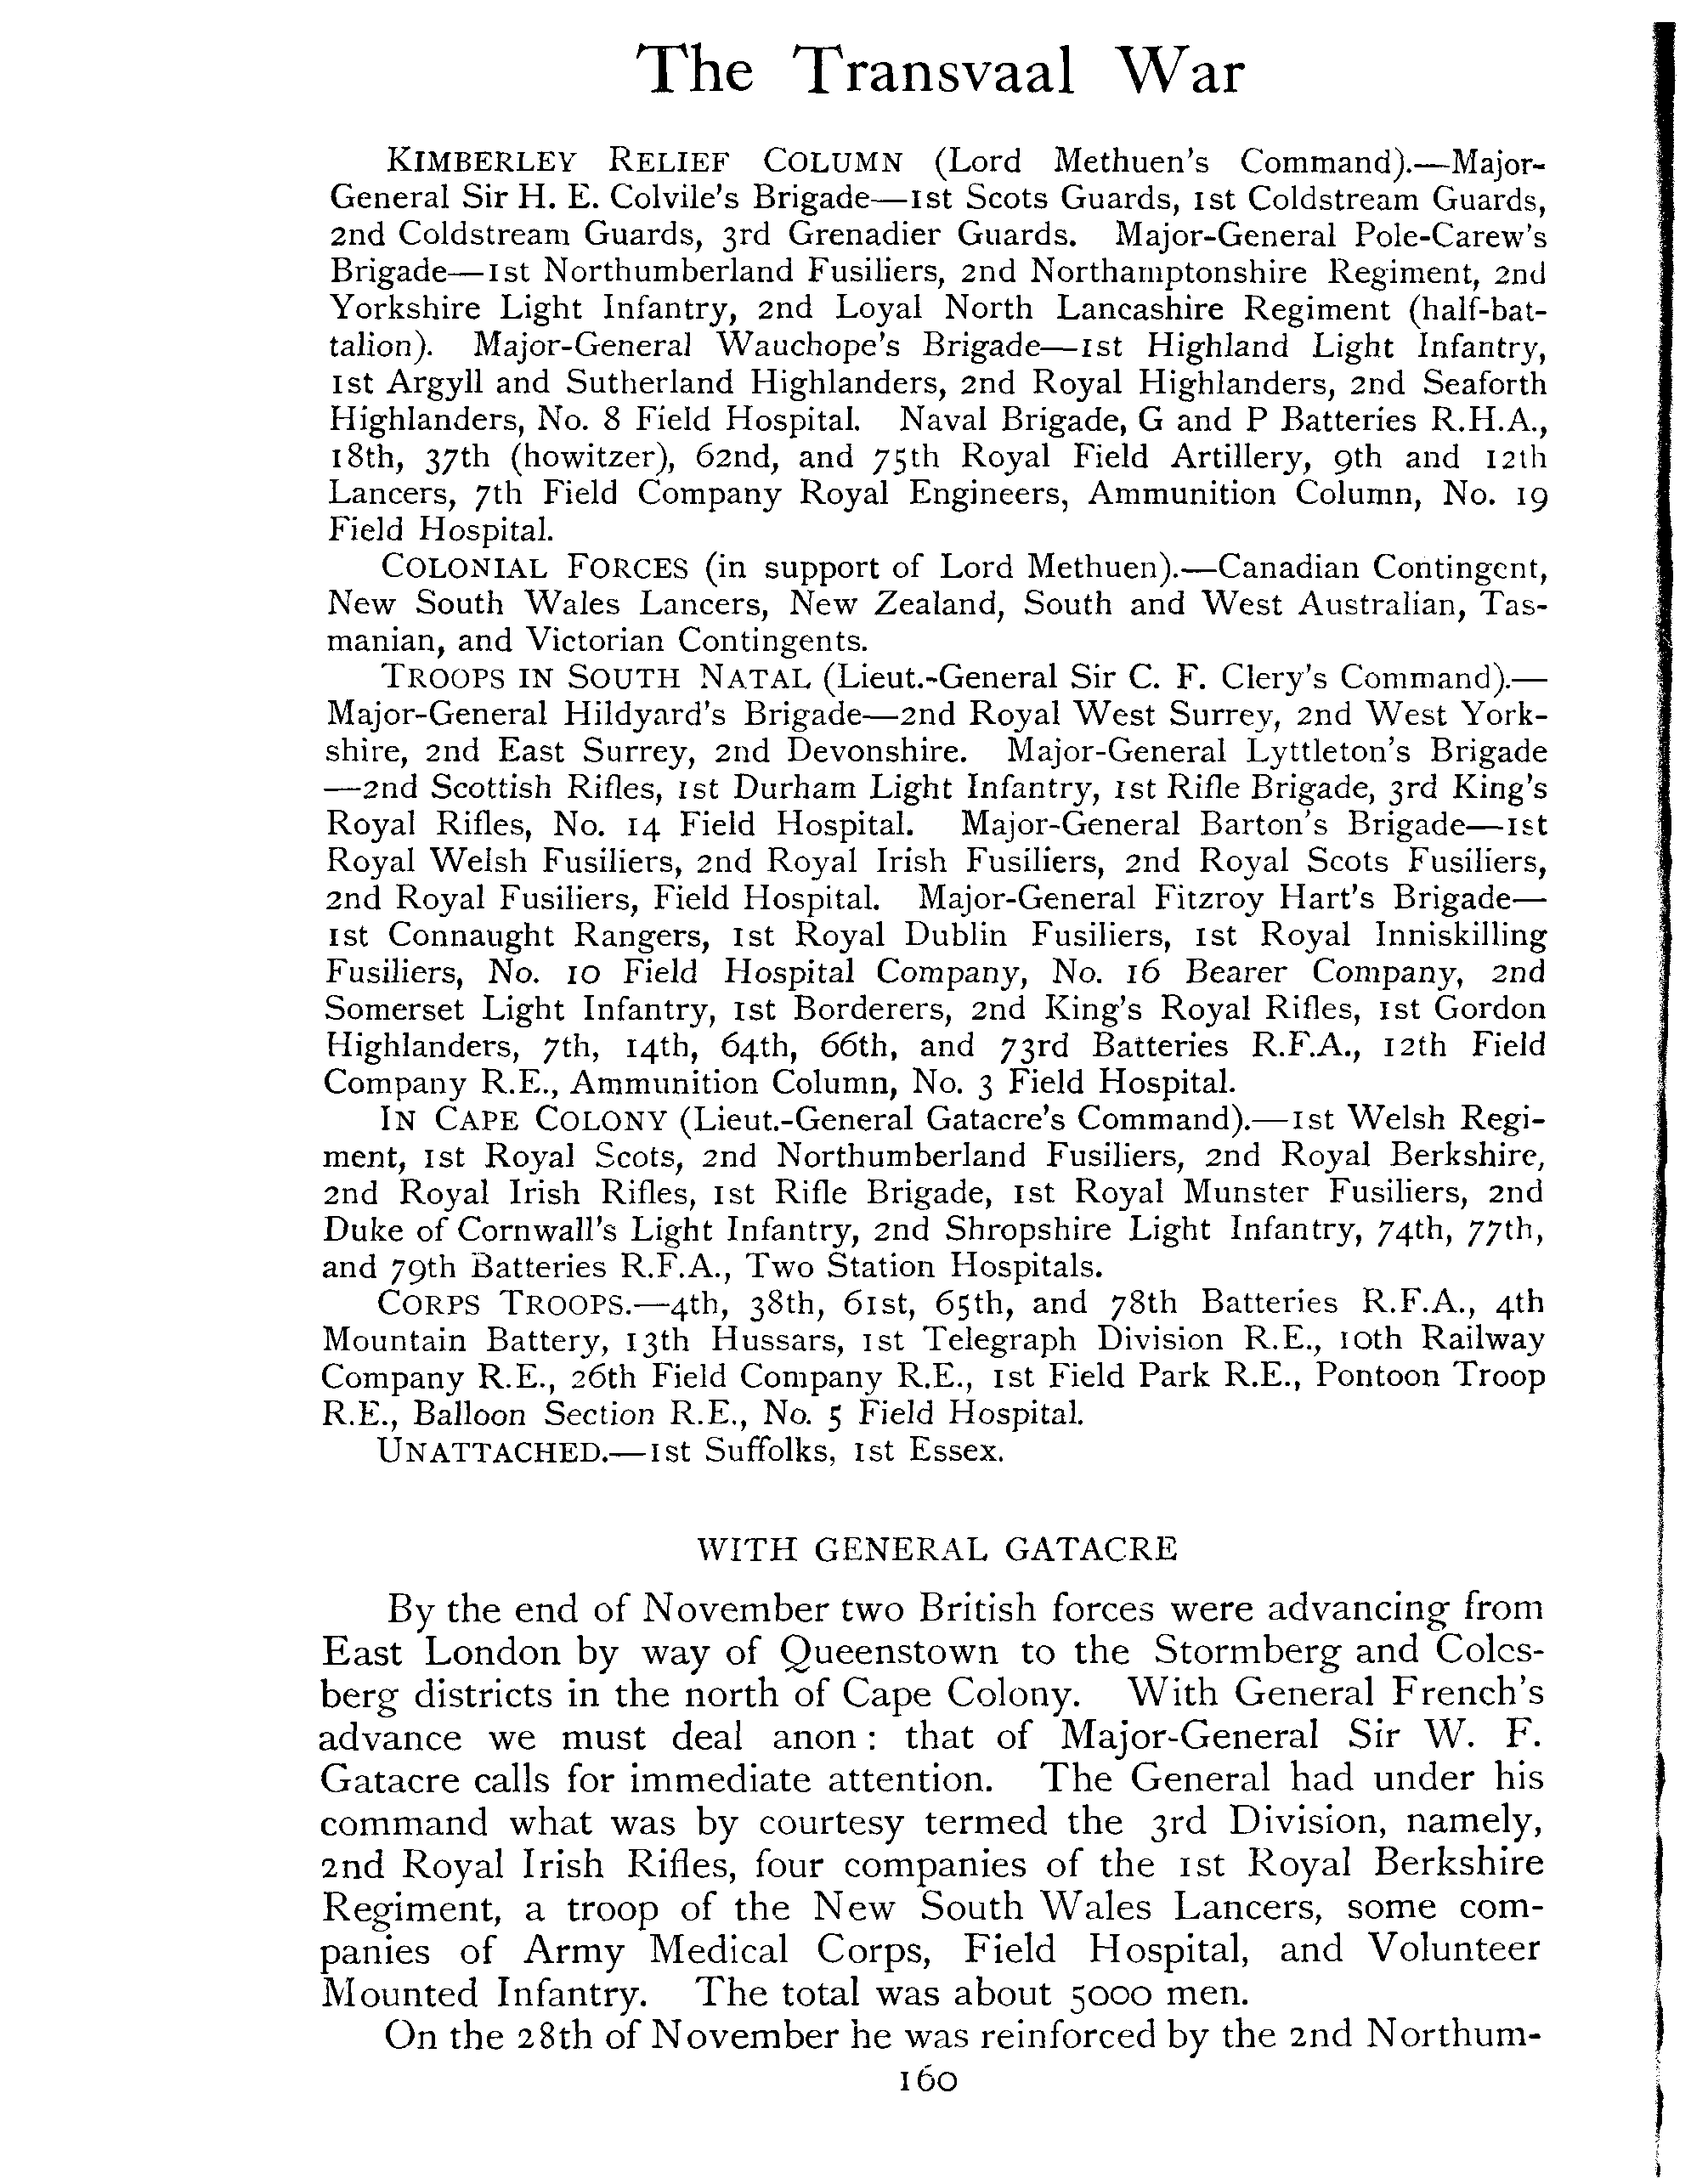 The Transvaal War
KIMBERLEY RELIEF COLUMN (Lord Methuen's Command).—Major-
General Sir H. E. Colvile's Brigade—1st Scots Guards, 1st Coldstream Guards,
2nd Coldstream Guards, 3rd Grenadier Guards. Major-General Pole-Carew's
Brigade—1st Northumberland Fusiliers, 2nd Northamptonshire Regiment, 2nd
Yorkshire Light Infantry, 2nd Loyal North Lancashire Regiment (half-bat-
talion). Major-General Wauchope's Brigade—1st Highland Light Infantry,
1st Argyll and Sutherland Highlanders, 2nd Royal Highlanders, 2nd Seaforth
Highlanders, No. 8 Field Hospital. Naval Brigade, G and P Batteries R.H.A.,
18th, 37th (howitzer), 62nd, and 75th Royal Field Artillery, 9th and 12th
Lancers, 7th Field Company Royal Engineers, Ammunition Column, No. 19
Field Hospital.
COLONIAL FORCES (in support of Lord Methuen).—Canadian Contingent,
New South Wales Lancers, New Zealand, South and West Australian, Tas-
manian, and Victorian Contingents.
TROOPS IN SOUTH NATAL (Lieut.-General Sir C. F. Clery's Command).—
Major-General Hildyard's Brigade—2nd Royal West Surrey, 2nd West York-
shire, 2nd East Surrey, 2nd Devonshire. Major-General Lyttleton's Brigade
—2nd Scottish Rifles, 1st Durham Light Infantry, 1st Rifle Brigade, 3rd King's
Royal Rifles, No. 14 Field Hospital. Major-General Barton's Brigade—1st
Royal Welsh Fusiliers, 2nd Royal Irish Fusiliers, 2nd Royal Scots Fusiliers,
2nd Royal Fusiliers, Field Hospital. Major-General Fitzroy Hart's Brigade—
1st Connaught Rangers, 1st Royal Dublin Fusiliers, 1st Royal Inniskilling
Fusiliers, No. 10 Field Hospital Company, No. 16 Bearer Company, 2nd
Somerset Light Infantry, 1st Borderers, 2nd King's Royal Rifles, 1st Gordon
Highlanders, 7th, 14th, 64th, 66th, and 73rd Batteries R.F.A., 12th Field
Company R.E., Ammunition Column, No. 3 Field Hospital.
IN CAPE COLONY (Lieut.-General Gatacre's Command).—1st Welsh Regi-
ment, 1st Royal Scots, 2nd Northumberland Fusiliers, 2nd Royal Berkshire,
2nd Royal Irish Rifles, 1st Rifle Brigade, 1st Royal Munster Fusiliers, 2nd
Duke of Cornwall's Light Infantry, 2nd Shropshire Light Infantry, 74th, 77th,
and 79th Batteries R.F.A., Two Station Hospitals.
CORPS TROOPS.—4th, 38th, 61st, 65th, and 78th Batteries R.F.A., 4th
Mountain Battery, 13th Hussars, 1st Telegraph Division R.E., 10th Railway
Company R.E., 26th Field Company R.E., 1st Field Park R.E., Pontoon Troop
R.E., Balloon Section R.E., No. 5 Field Hospital.
UNATTACHED.—1st Suffolks, 1st Essex.
WITH GENERAL GATACRE
By the end of November two British forces were advancing from
East London by way of Queenstown to the Stormberg and Coles-
berg districts in the north of Cape Colony. With General French's
advance we must deal anon: that of Major-General Sir W. F.
Gatacre calls for immediate attention. The General had under his
command what was by courtesy termed the 3rd Division, namely,
2nd Royal Irish Rifles, four companies of the 1st Royal Berkshire
Regiment, a troop of the New South Wales Lancers, some com-
panies of Army Medical Corps, Field Hospital, and Volunteer
Mounted Infantry. The total was about 5000 men.
On the 28th of November he was reinforced by the 2nd Northum-
160